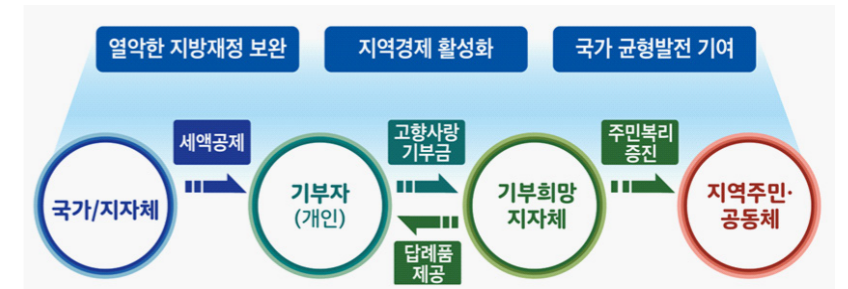 열악한 지방재정 보완
지역경제 활성화
국가 균형발전 기여
국가/지자체
세액공제
기부자
(개인)
고향사랑
기부금
답례품
제공
기부희망
지자체
주민복리
증진
지역주민·
공동체